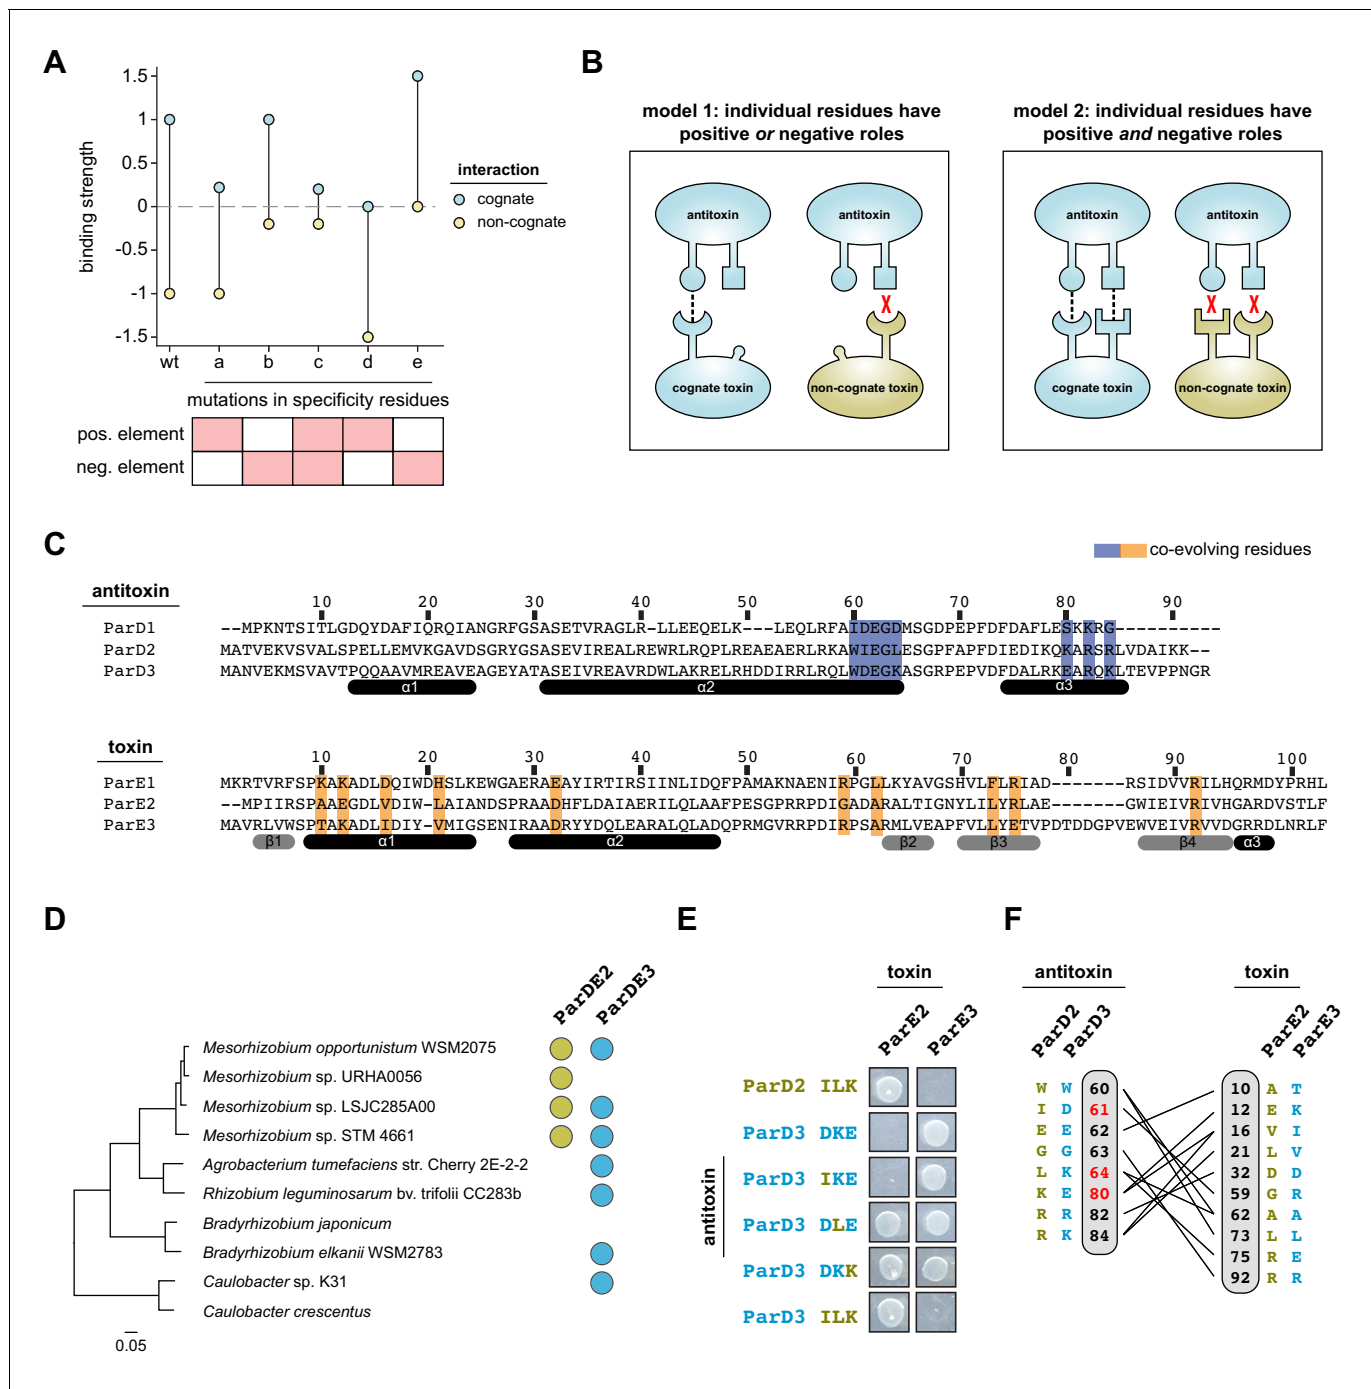 A
1.5
1
0.5
0
-0.5
-1
-1.5
binding strength
wt a b c d e
interaction
cognate
non-cognate
mutations in specificity residues
pos. element
neg. element
B
model 1: individual residues have
positive or negative roles
antitoxin
antitoxin
cognate toxin
non-cognate toxin
model 2: individual residues have
positive and negative roles
antitoxin
antitoxin
cognate toxin
non-cognate toxin
C
co-evolving residues
antitoxin
10 20 30 40 50 60 70 80 90
ParD1 --MPKNTSITLGDQYDAFIQRQIANGRFGSASETVRAGLR-LLEEQELK---LEQLRFAIDEGDMSGDPEPFDFDAFLESKKRG----------
ParD2 MATVEKVSVALSPELLEMVKGAVDSGRYGSASEVIREALREWRLRQPLREAEAERLRKAWIEGLESGPFAPFDIEDIKQKARSRLVDAIKK--
ParD3 MANVEKMSVAVTPQQAAVMREAVEAGEYATASEIVREAVRDWLAKRELRHDDIRRLRQLWDEGKASGRPEPVDFDALRKEARQKLTEVPPNGR
α1 α2 α3
toxin
10 20 30 40 50 60 70 80 90 100
ParE1 MKRTVRFSPKAKADLDQIWDHSLKEWGAERAEAYIRTIRSIINLIDQFPAMAKNAENIRPGLLKYAVGSHVLFLRIAD------RSIDVVRILHQRMDYPRHL
ParE2 --MPIIRSPAAEGDLVDIW-LAIANDSPRAADHFLDAIAERILQLAAFPESGPRRPDIGADARALTIGNYLILYRLAE------GWIEIVRIVHGARDVSTLF
ParE3 MAVRLVWSPTAKADLIDIY-VMIGSENIRAADRYYDQLEARALQLADQPRMGVRRPDIRPSARMLVEAPFVLLYETVPDTDDGPVEWVEIVRVVDGRRDLNRLF
β1 α1 α2 β2 β3 β4 α3
D
ParDE2
ParDE3
Mesorhizobium opportunistum WSM2075
Mesorhizobium sp. URHA0056
Mesorhizobium sp. LSJC285A00
Mesorhizobium sp. STM 4661
Agrobacterium tumefaciens str. Cherry 2E-2-2
Rhizobium leguminosarum bv. trifolii CC283b
Bradyrhizobium japonicum
Bradyrhizobium elkanii WSM2783
Caulobacter sp. K31
Caulobacter crescentus
0.05
E
toxin
ParE2
ParE3
antitoxin
ParD2 ILK
ParD3 DKE
ParD3 IKE
ParD3 DLE
ParD3 DKK
ParD3 ILK
F
antitoxin
toxin
ParD2
ParD3
ParE2
ParE3
W W 60
I D 61
E E 62
G G 63
L K 64
K E 80
R R 82
R K 84
10 A T
12 E K
16 V I
21 L V
32 D D
59 G R
62 A A
73 L L
75 R E
92 R R